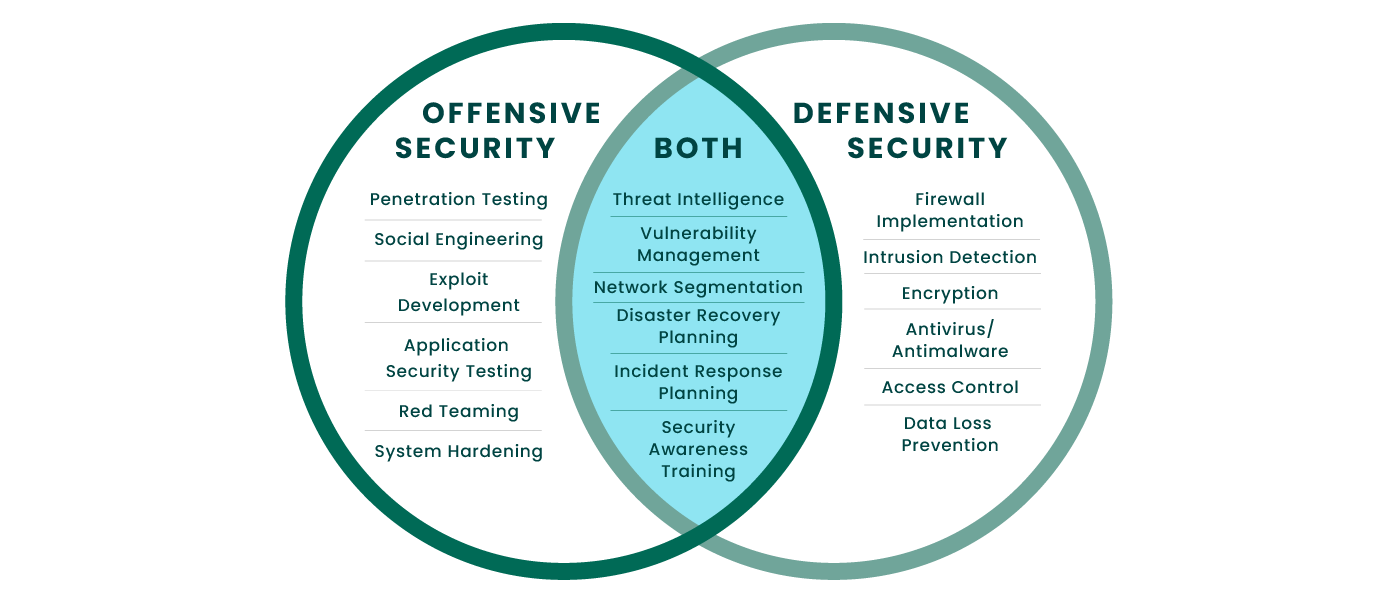 OFFENSIVE
SECURITY
Penetration Testing
Social Engineering
Exploit
Development
Application
Security Testing
Red Teaming
System Hardening
BOTH
Threat Intelligence
Vulnerability
Management
Network Segmentation
Disaster Recovery
Planning
Incident Response
Planning
Security
Awareness
Training
DEFENSIVE
SECURITY
Firewall
Implementation
Intrusion Detection
Encryption
Antivirus/
Antimalware
Access Control
Data Loss
Prevention